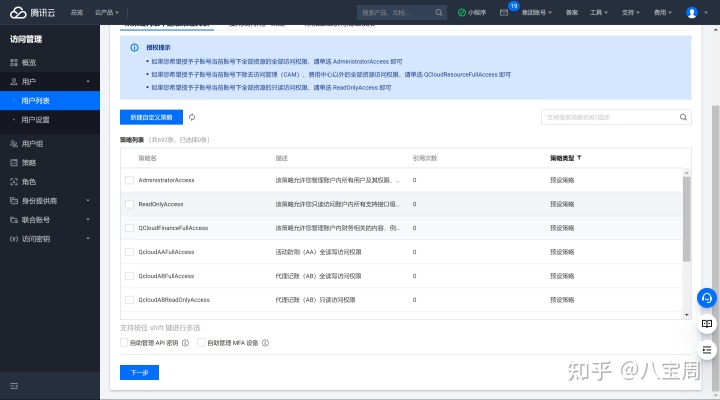 腾讯云
总览
云产品
搜索产品、文档...
小程序
19
集团账号
备案
工具
支持
费用
访问管理
概览
用户
用户列表
用户设置
用户组
策略
角色
身份提供商
联合账号
访问密钥
授权提示
如果您希望授予子账号当前账号下全部资源的全部访问权限，请单选 AdministratorAccess 即可
如果您希望授予子账号当前账号下除去访问管理（CAM）、费用中心以外的全部资源访问权限，请单选 QCloudResourceFullAccess 即可
如果您希望授予子账号当前账号下全部资源的只读访问权限，请单选 ReadOnlyAccess 即可
新建自定义策略
支持搜索策略名称/描述
策略列表（共692条，已选择0条）
策略名 描述 引用次数 策略类型
AdministratorAccess 该策略允许您管理账户内所有用户及其权限、... 0 预设策略
ReadOnlyAccess 该策略允许您只读访问账户内所有支持接口级... 0 预设策略
QCloudFinanceFullAccess 该策略允许您管理账户内财务相关的内容，例... 0 预设策略
QcloudAAFullAccess 活动防刷（AA）全读写访问权限 0 预设策略
QcloudABFullAccess 代理记账（AB）全读写访问权限 0 预设策略
QcloudABReadOnlyAccess 代理记账（AB）只读访问权限 0 预设策略
支持按住 shift 键进行多选
自助管理 API 密钥 自助管理 MFA 设备
下一步
知乎 @八宝周